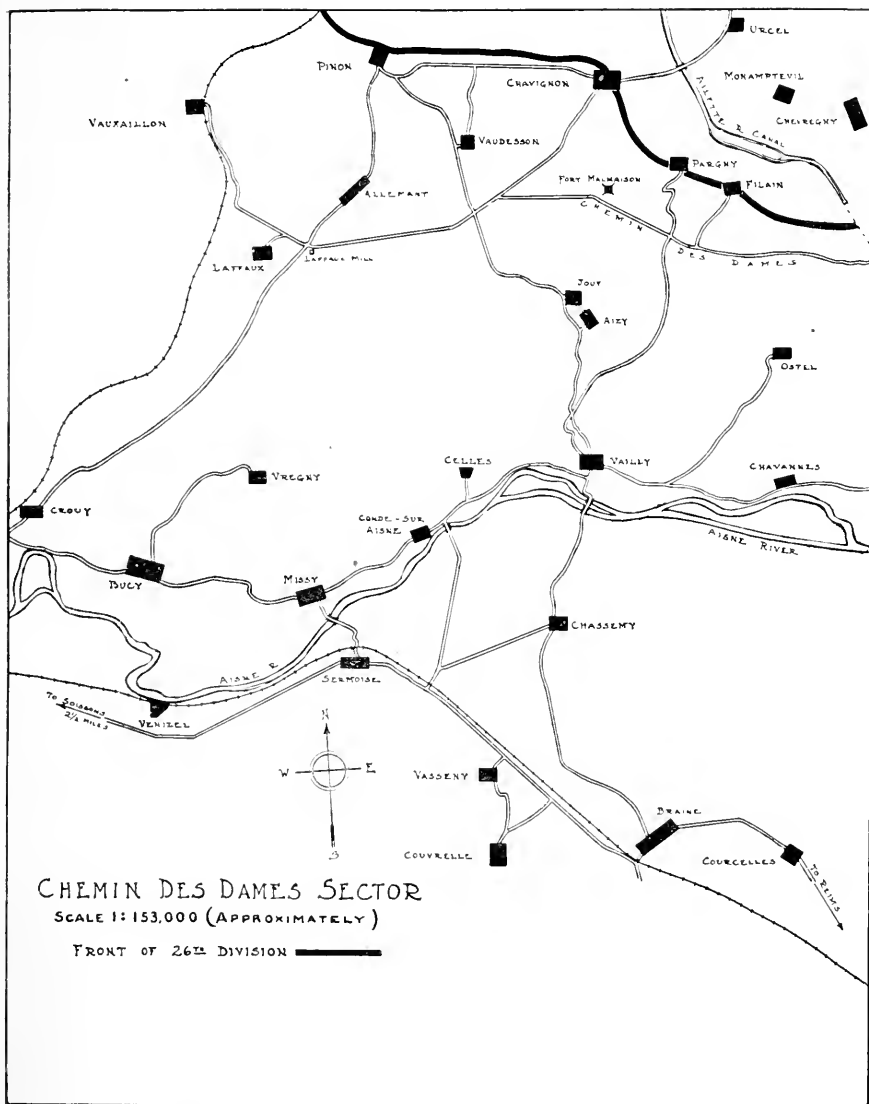 URCEL
PINON
CHAVIGNON
MONAMPTEUIL
CHEVREGNY
VAUXAILLON
AILETTE R CANAL
VAUDESSON
PARGNY
ALLEMANT
FORT MALMAISON
FILAIN
CHEMIN DES DAMES
LAFFAUX
LAFFAUX MILL
JOUY
AIZY
OSTEL
CELLES
VAILLY
VREGNY
CHAVANNES
CROUY
CONDE-SUR
AISNE
AISNE RIVER
BUCY
MISSY
CHASSEMY
AISNE R
SERMOISE
TO SOISSONS
2 1/2 MILES
VENIZEL
N
W E
S
VASSENY
BRAINE
COUVRELLE
COURCELLES
TO REIMS
CHEMIN DES DAMES SECTOR
SCALE 1:153,000 (APPROXIMATELY)
FRONT OF 26TH DIVISION